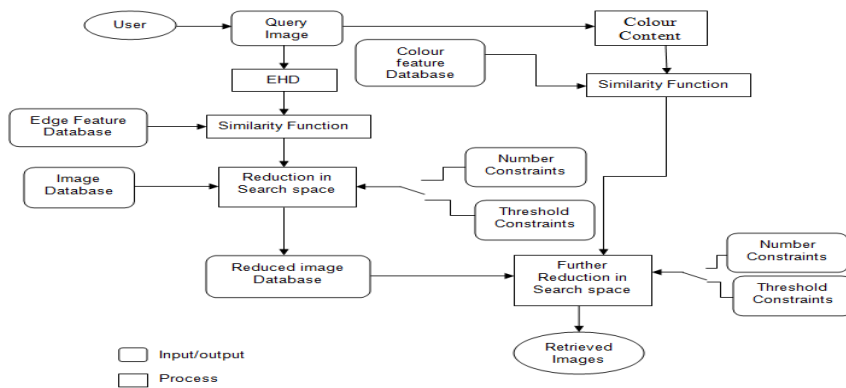 User
Query
Image
Colour
Content
Colour
feature
Database
EHD
Similarity Function
Edge Feature
Database
Similarity Function
Image
Database
Reduction in
Search space
Number
Constraints
Threshold
Constraints
Reduced image
Database
Further
Reduction in
Search space
Number
Constraints
Threshold
Constraints
Retrieved
Images
Input/output
Process